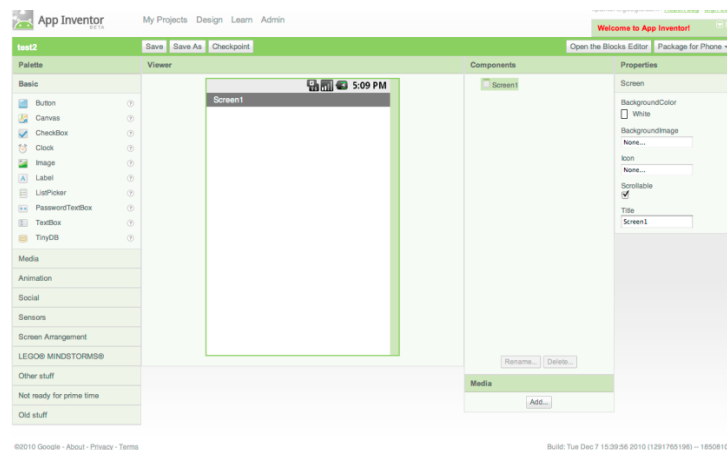 App Inventor
BETA
My Projects Design Learn Admin
Welcome to App Inventor!
test2
Save Save As Checkpoint
Open the Blocks Editor Package for Phone
Palette
Basic
Button
Canvas
CheckBox
Clock
Image
Label
ListPicker
PasswordTextBox
TextBox
TinyDB
Media
Animation
Social
Sensors
Screen Arrangement
LEGO® MINDSTORMS®
Other stuff
Not ready for prime time
Old stuff
Viewer
5:09 PM
Screen1
Components
Screen1
Rename... Delete...
Media
Add...
Properties
Screen
BackgroundColor
White
BackgroundImage
None...
Icon
None...
Scrollable
Title
Screen1
©2010 Google - About - Privacy - Terms
Build: Tue Dec 7 15:39:56 2010 (1291765196) -- 1850810